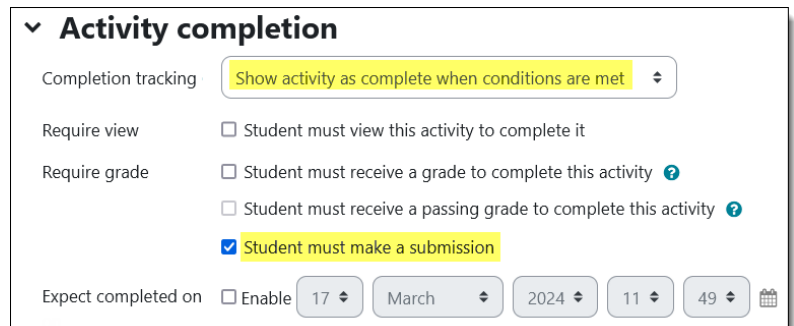 Activity completion
Completion tracking Show activity as complete when conditions are met
Require view Student must view this activity to complete it
Require grade Student must receive a grade to complete this activity ?
Student must receive a passing grade to complete this activity ?
Student must make a submission
Expect completed on Enable 17 March 2024 11 49